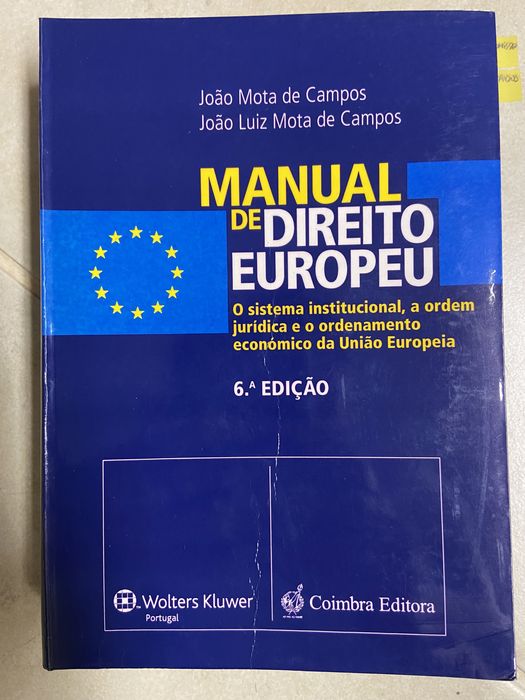 João Mota de Campos
João Luiz Mota de Campos
MANUAL
DE DIREITO
EUROPEU
O sistema institucional, a ordem
jurídica e o ordenamento
económico da União Europeia
6.ª EDIÇÃO
Wolters Kluwer
Portugal
Coimbra Editora